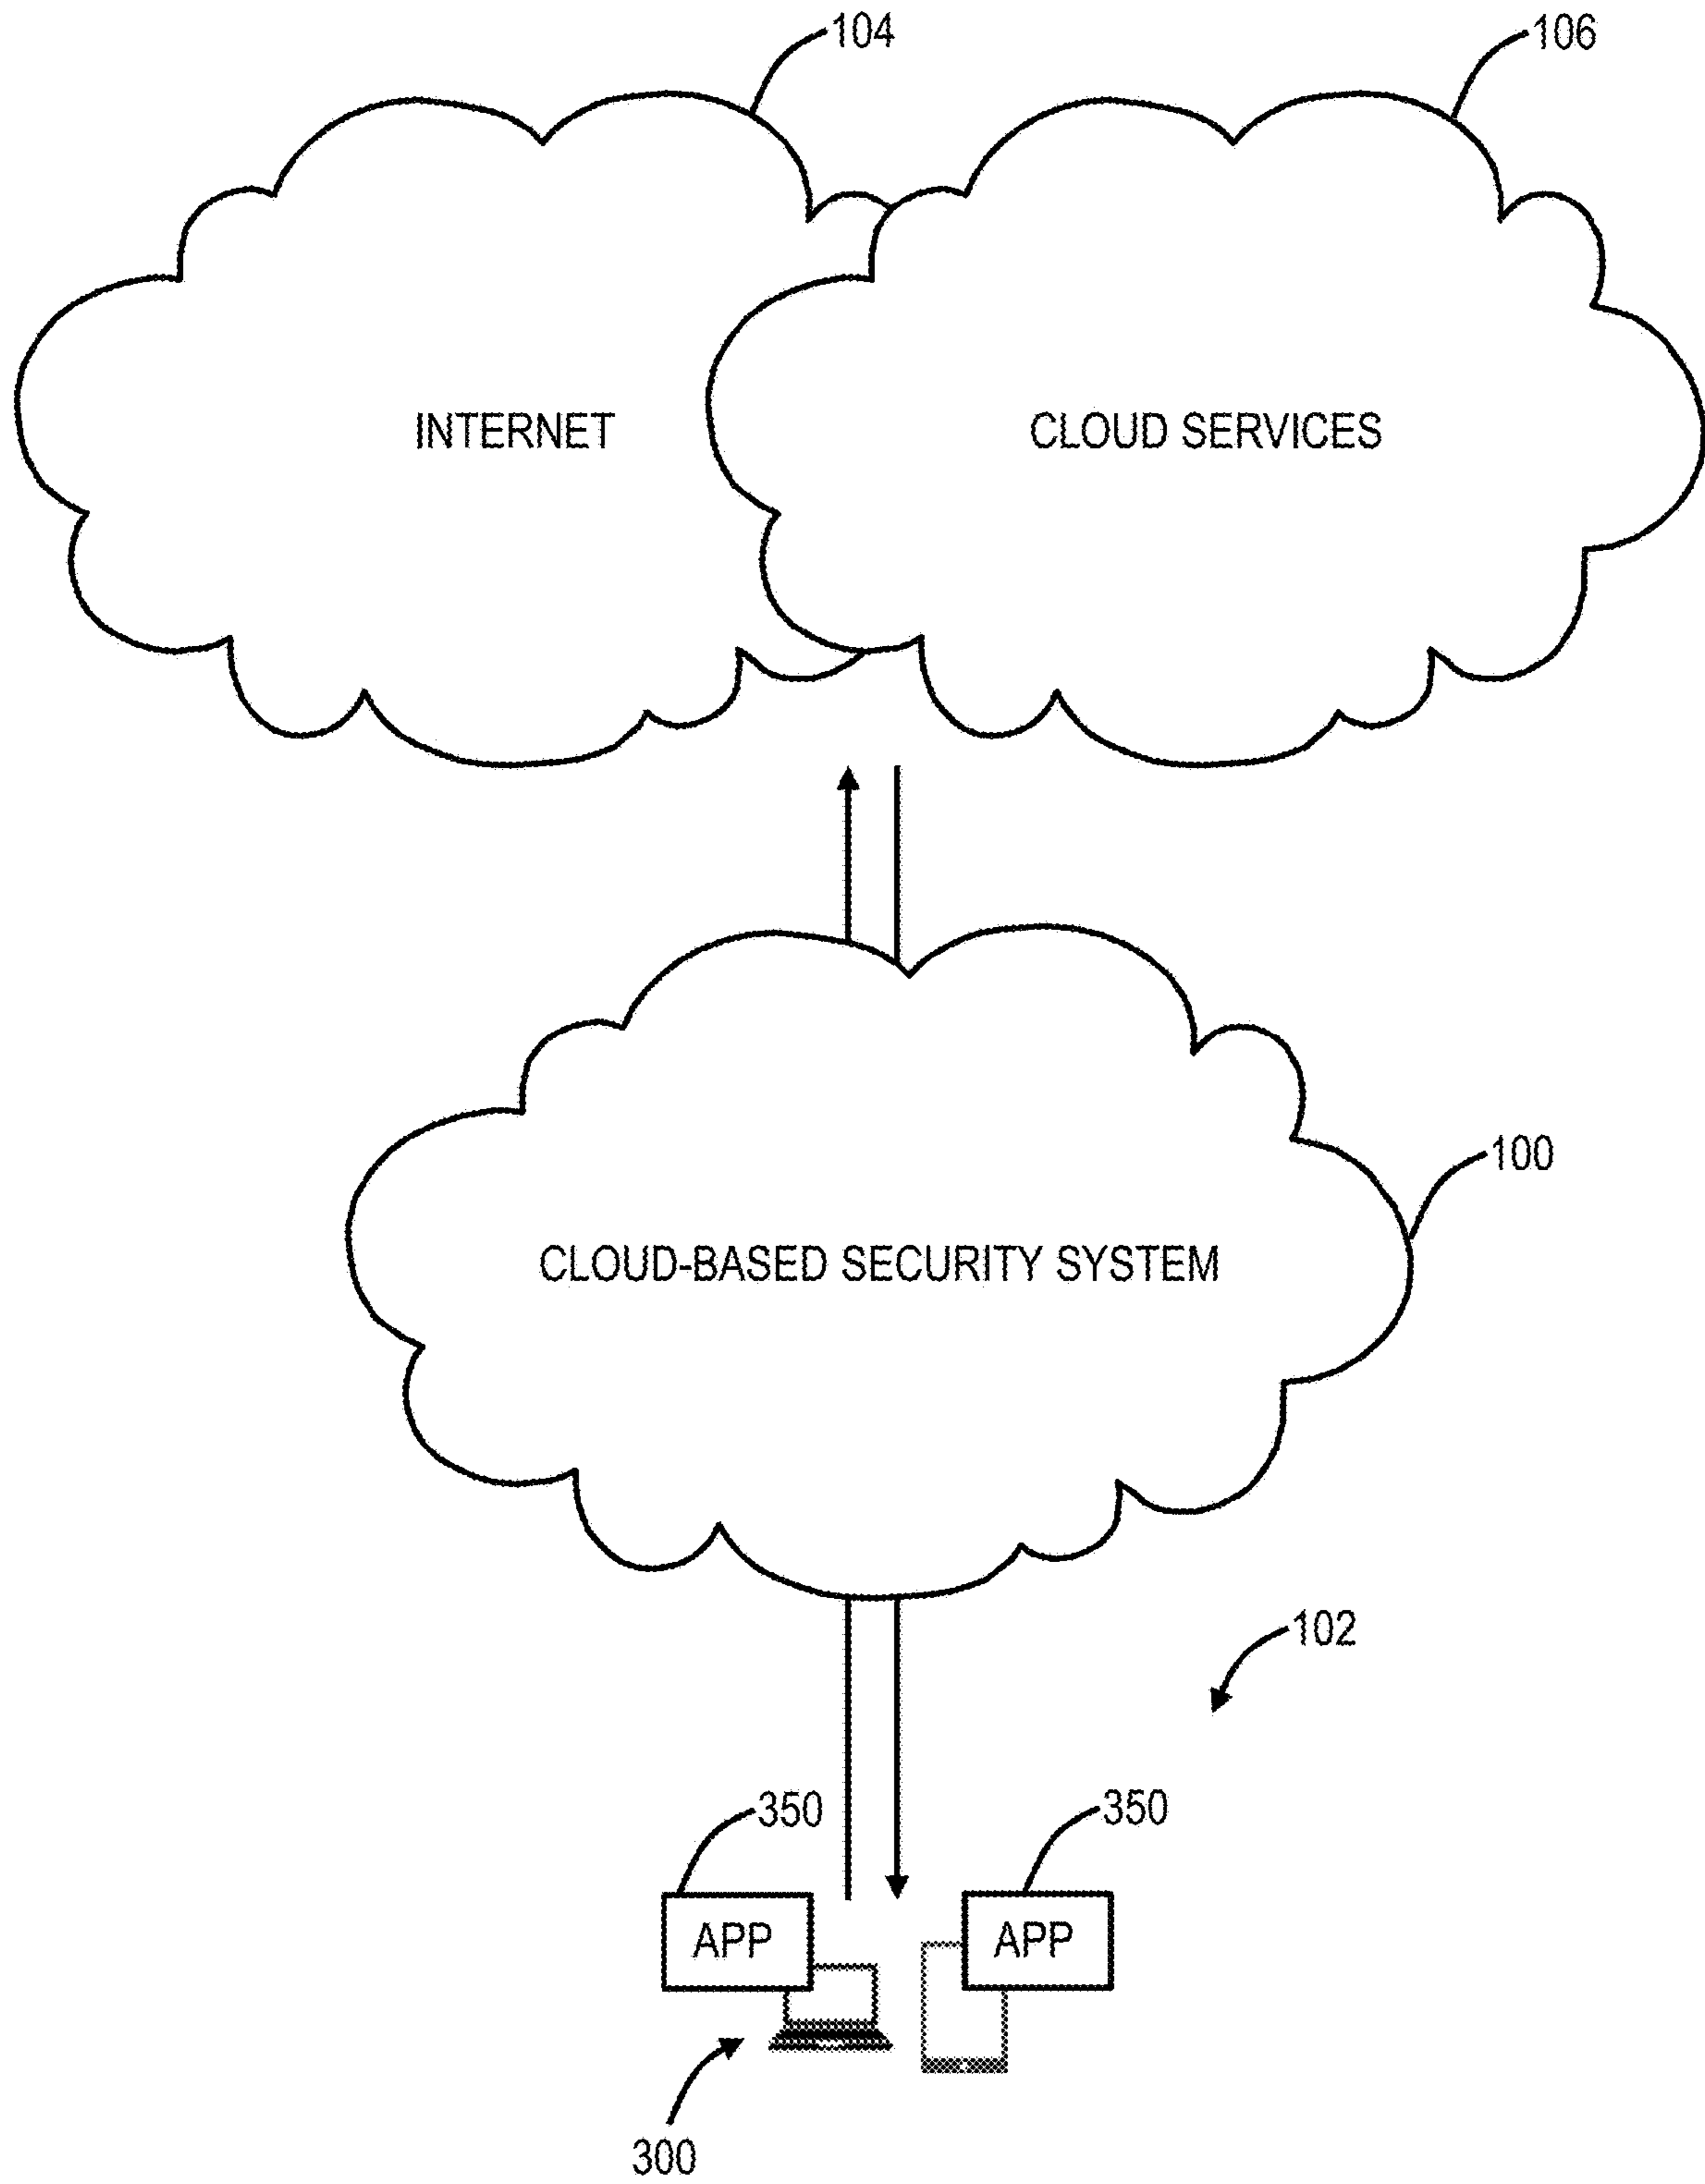 104
106
INTERNET
CLOUD SERVICES
100
CLOUD-BASED SECURITY SYSTEM
102
350
350
APP
APP
300